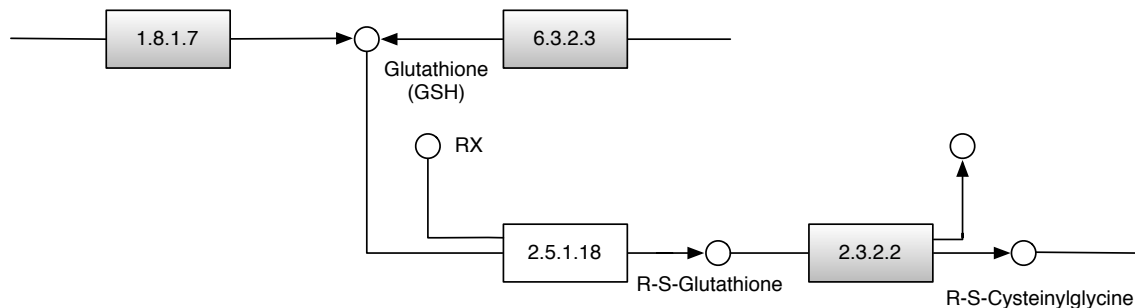 1.8.1.7
6.3.2.3
Glutathione
(GSH)
RX
2.5.1.18
2.3.2.2
R-S-Glutathione
R-S-Cysteinylglycine